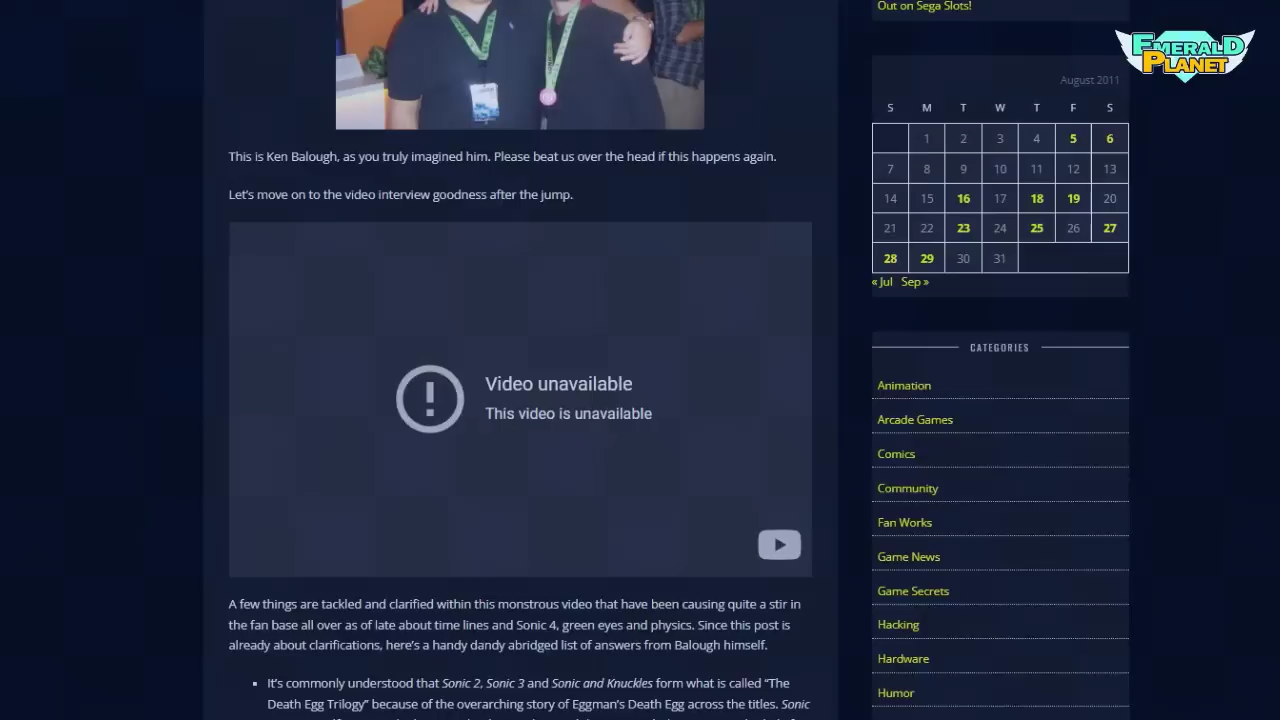 Out on Sega Slots!
EMERALD
PLANET
August 2011
S M T W T F S
1 2 3 4 5 6
7 8 9 10 11 12 13
14 15 16 17 18 19 20
21 22 23 24 25 26 27
28 29 30 31
« Jul Sep »
This is Ken Balough, as you truly imagined him. Please beat us over the head if this happens again.
Let's move on to the video interview goodness after the jump.
Video unavailable
This video is unavailable
A few things are tackled and clarified within this monstrous video that have been causing quite a stir in
the fan base all over as of late about time lines and Sonic 4, green eyes and physics. Since this post is
already about clarifications, here's a handy dandy abridged list of answers from Balough himself.
▪ It's commonly understood that Sonic 2, Sonic 3 and Sonic and Knuckles form what is called “The
Death Egg Trilogy” because of the overarching story of Eggman's Death Egg across the titles. Sonic
CATEGORIES
Animation
Arcade Games
Comics
Community
Fan Works
Game News
Game Secrets
Hacking
Hardware
Humor